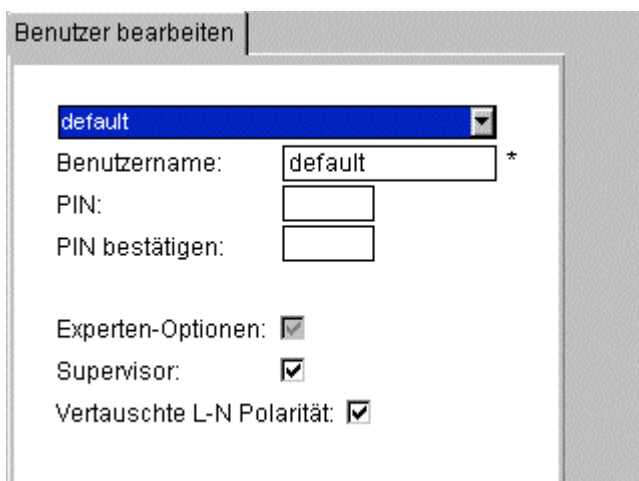 Benutzer bearbeiten
default
Benutzername: default *
PIN:
PIN bestätigen:
Experten-Optionen:
Supervisor:
Vertauschte L-N Polarität: